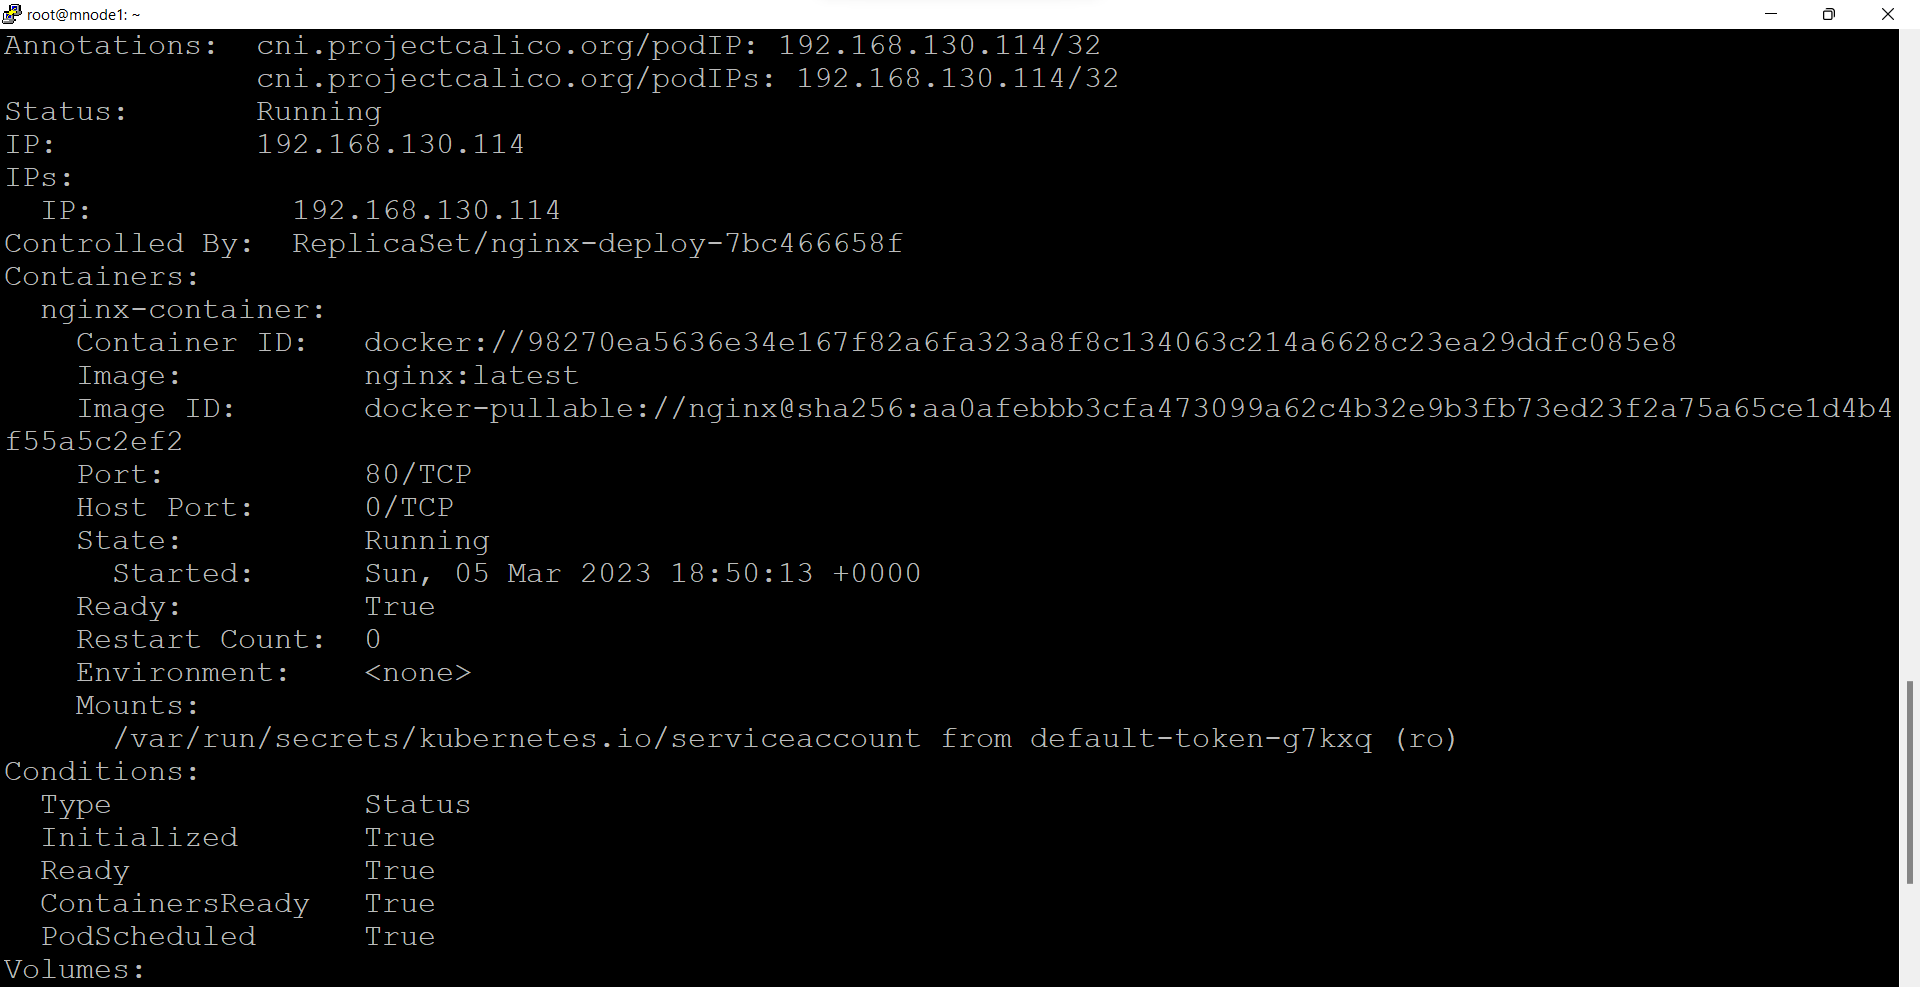 root@mnode1: ~
Annotations:  cni.projectcalico.org/podIP: 192.168.130.114/32
              cni.projectcalico.org/podIPs: 192.168.130.114/32
Status:       Running
IP:           192.168.130.114
IPs:
  IP:           192.168.130.114
Controlled By:  ReplicaSet/nginx-deploy-7bc466658f
Containers:
  nginx-container:
    Container ID:   docker://98270ea5636e34e167f82a6fa323a8f8c134063c214a6628c23ea29ddfc085e8
    Image:          nginx:latest
    Image ID:       docker-pullable://nginx@sha256:aa0afebbb3cfa473099a62c4b32e9b3fb73ed23f2a75a65ce1d4b4
f55a5c2ef2
    Port:           80/TCP
    Host Port:      0/TCP
    State:          Running
      Started:      Sun, 05 Mar 2023 18:50:13 +0000
    Ready:          True
    Restart Count:  0
    Environment:    <none>
    Mounts:
      /var/run/secrets/kubernetes.io/serviceaccount from default-token-g7kxq (ro)
Conditions:
  Type              Status
  Initialized       True
  Ready             True
  ContainersReady   True
  PodScheduled      True
Volumes: